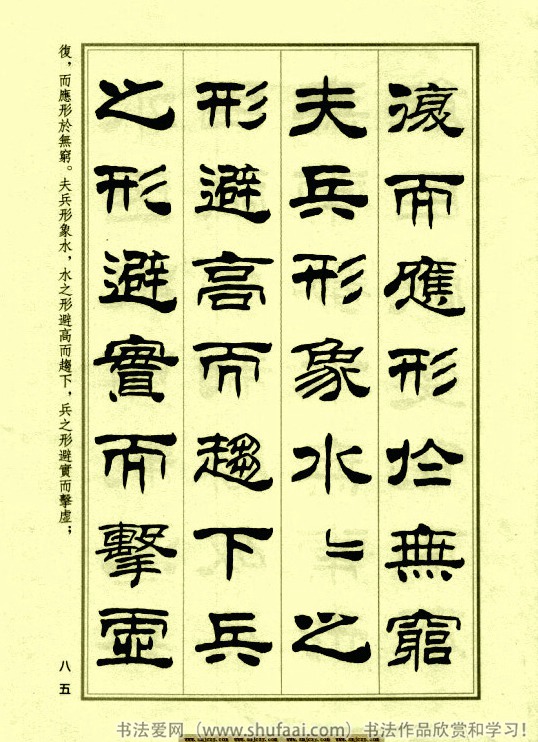 復而應形於無窮
夫兵形象水〻之
形避高而趨下兵
之形避實而擊虛
復，而應形於無窮。夫兵形象水，水之形避高而趨下，兵之形避實而擊虛；
八五
书法爱网（www.shufaai.com）书法作品欣赏和学习！